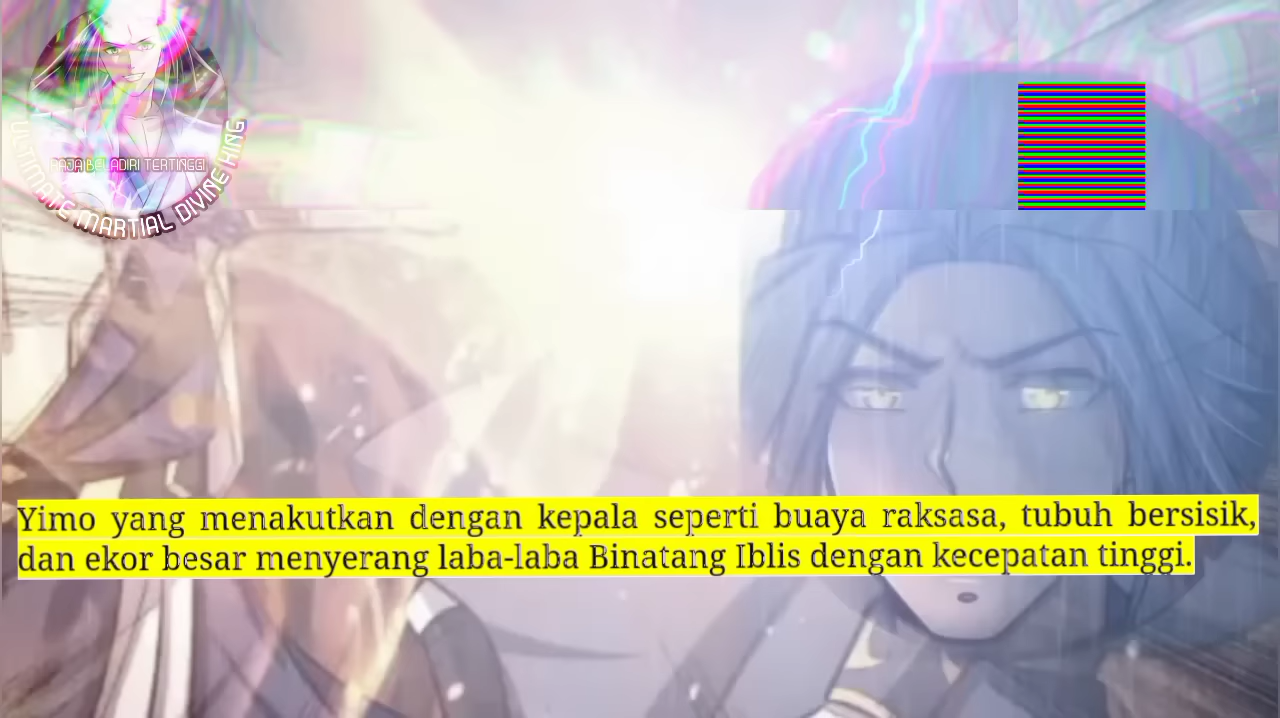 RAJA BELADIRI TERTINGGI
ULTIMATE MARTIAL DIVINE KING
Yimo yang menakutkan dengan kepala seperti buaya raksasa, tubuh bersisik,
dan ekor besar menyerang laba-laba Binatang Iblis dengan kecepatan tinggi.